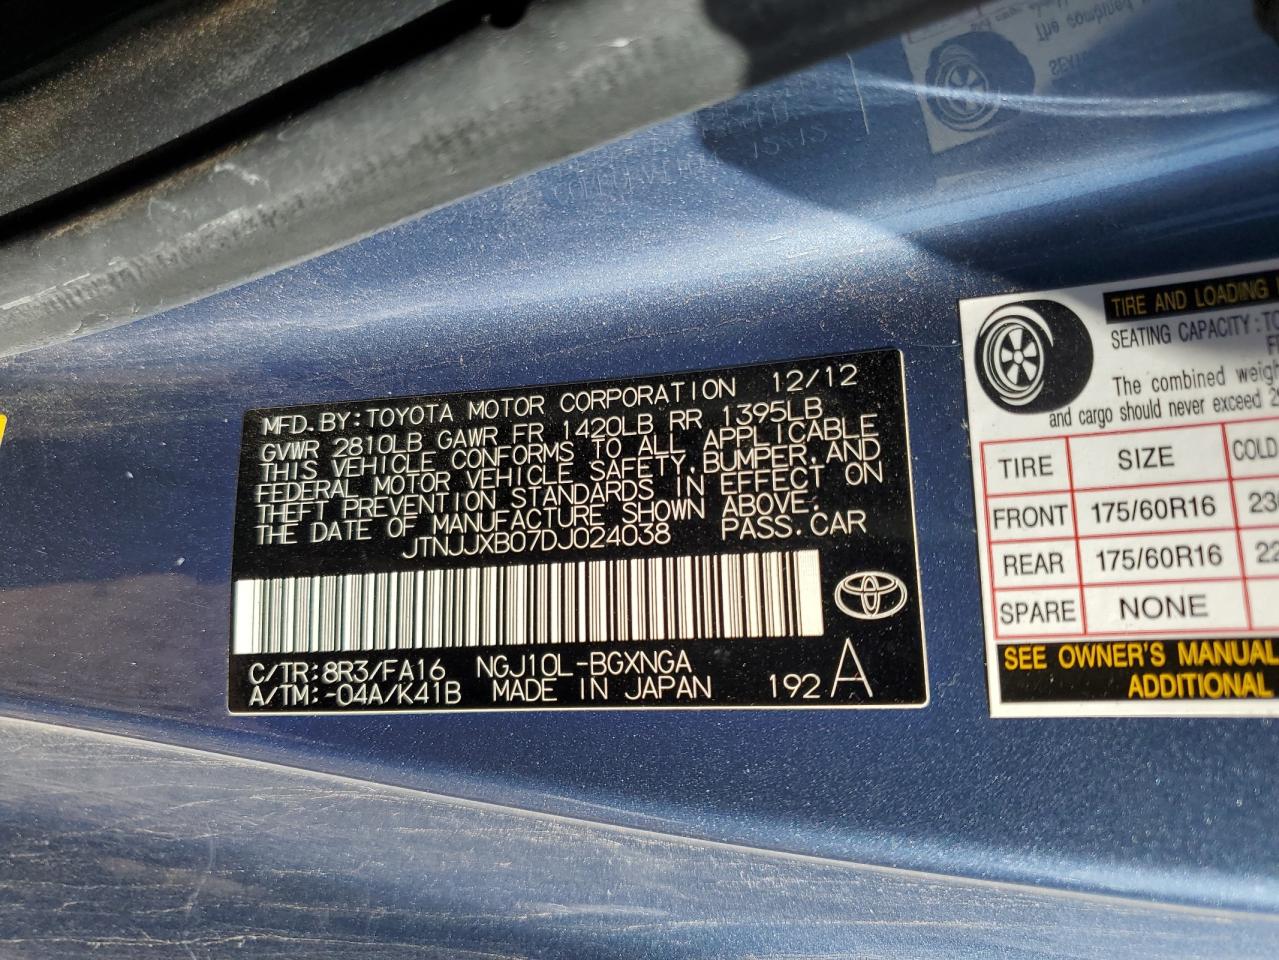 MFD.BY:TOYOTA MOTOR CORPORATION 12/12
GVWR 2810LB GAWR FR 1420LB RR 1395LB
THIS VEHICLE CONFORMS TO ALL APPLICABLE
FEDERAL MOTOR VEHICLE SAFETY,BUMPER,AND
THEFT PREVENTION STANDARDS IN EFFECT ON
THE DATE OF MANUFACTURE SHOWN ABOVE.
JTNJJXB07DJ024038 PASS.CAR
C/TR:8R3/FA16 NGJ10L-BGXNGA
A/TM:-04A/K41B MADE IN JAPAN 192 A
TIRE AND LOADING
SEATING CAPACITY:
The combined
and cargo should never exceed
TIRE SIZE COLD
FRONT 175/60R16 23
REAR 175/60R16 22
SPARE NONE
SEE OWNER'S MANUAL
ADDITIONAL